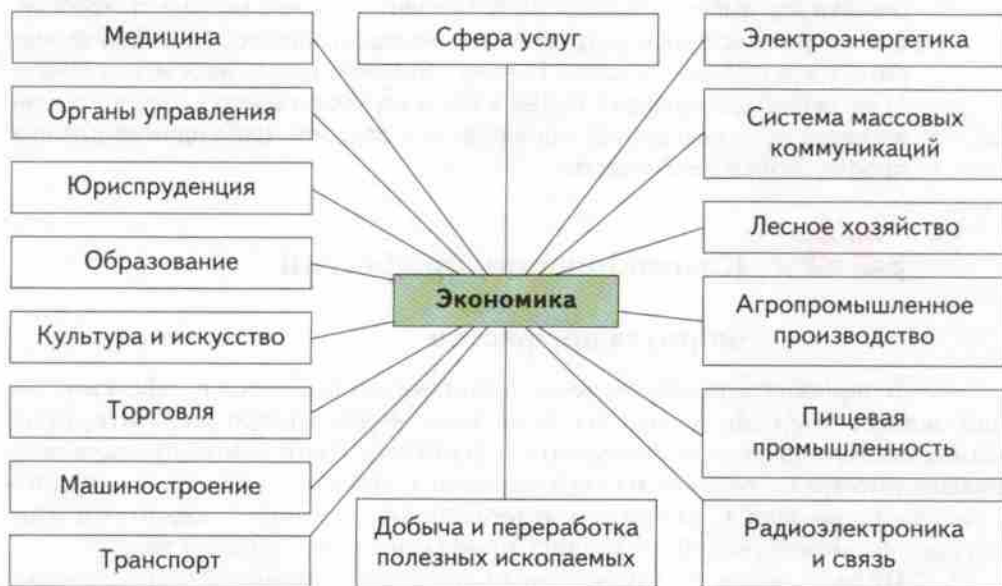 Медицина
Сфера услуг
Электроэнергетика
Органы управления
Система массовых
коммуникаций
Юриспруденция
Лесное хозяйство
Образование
Экономика
Агропромышленное
производство
Культура и искусство
Торговля
Пищевая
промышленность
Машиностроение
Добыча и переработка
полезных ископаемых
Радиоэлектроника
и связь
Транспорт